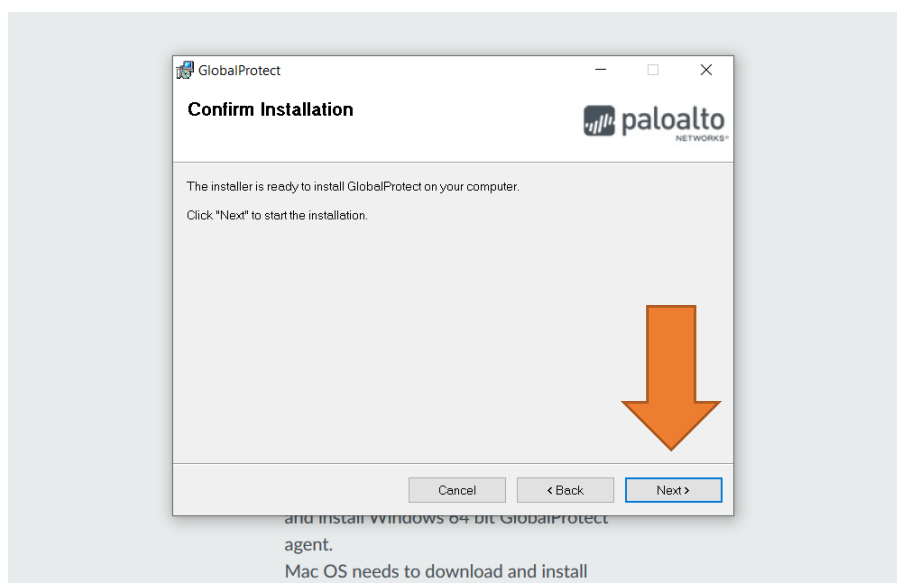 GlobalProtect
Confirm Installation
paloalto
NETWORKS®
The installer is ready to install GlobalProtect on your computer.
Click "Next" to start the installation.
Cancel
< Back
Next >
and install Windows 64 bit GlobalProtect
agent.
Mac OS needs to download and install